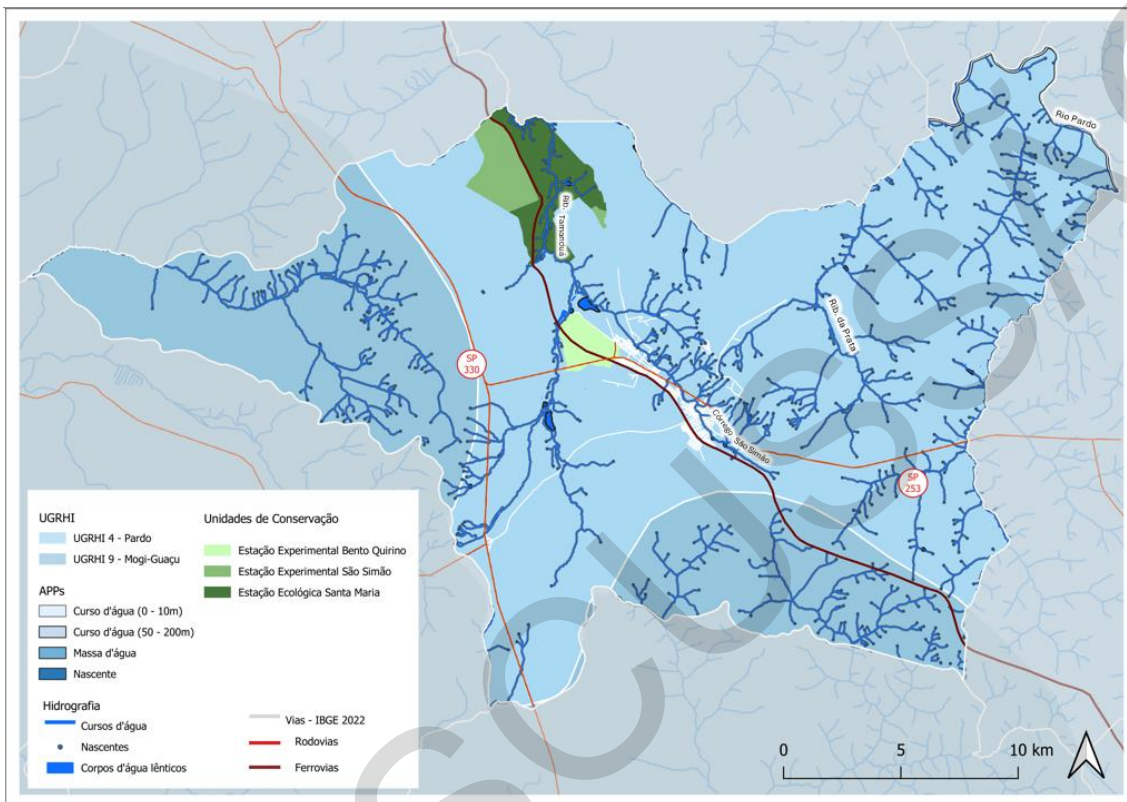 Rio Pardo
Rib. Tamanduá
Rib. da Prata
SP
330
Córrego São Simão
SP
253
UGRHI
UGRHI 4 - Pardo
UGRHI 9 - Mogi-Guaçu
APPs
Curso d'água (0 - 10m)
Curso d'água (50 - 200m)
Massa d'água
Nascente
Hidrografia
Cursos d'água
Nascentes
Corpos d'água lênticos
Unidades de Conservação
Estação Experimental Bento Quirino
Estação Experimental São Simão
Estação Ecológica Santa Maria
Vias - IBGE 2022
Rodovias
Ferrovias
0 5 10 km